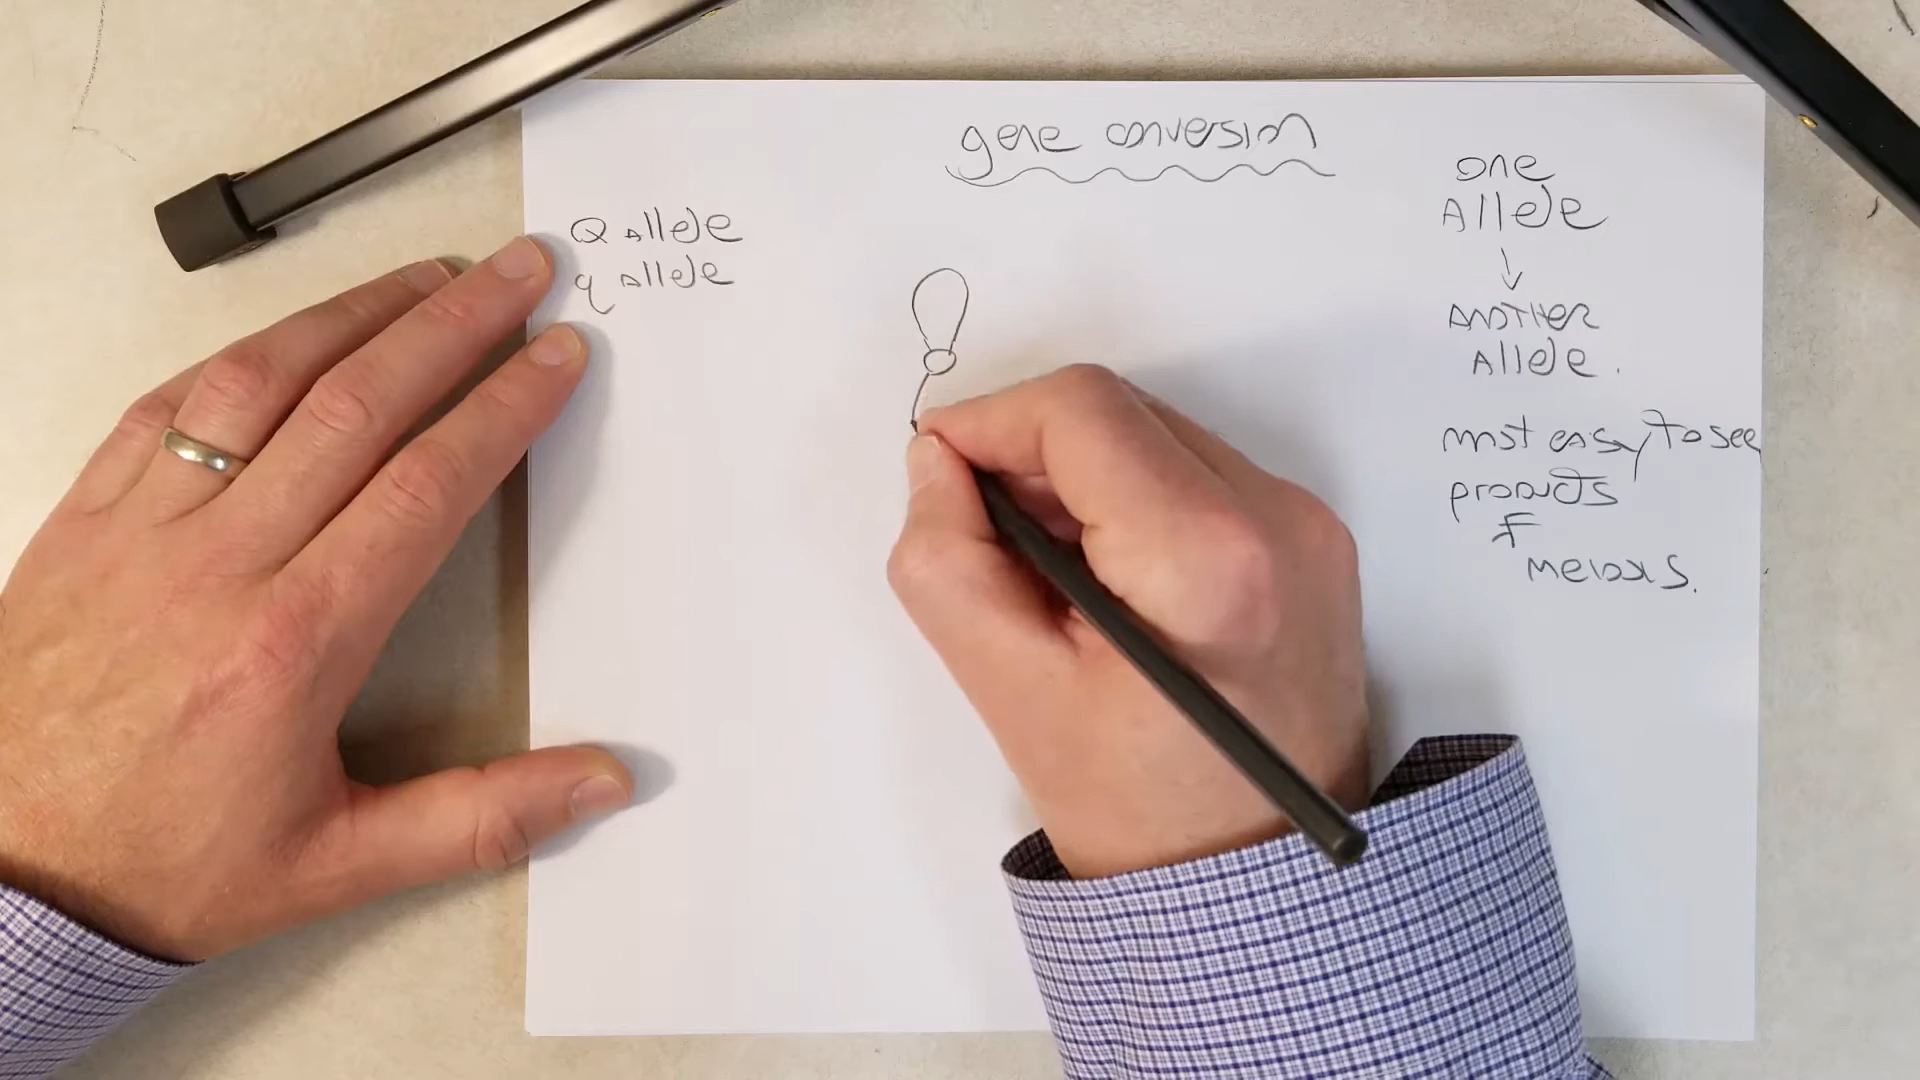 gene conversion
Q Allele
q Allele
one
Allele
↓
ANOTHER
Allele.
most easy to see
products
of
meiosis.